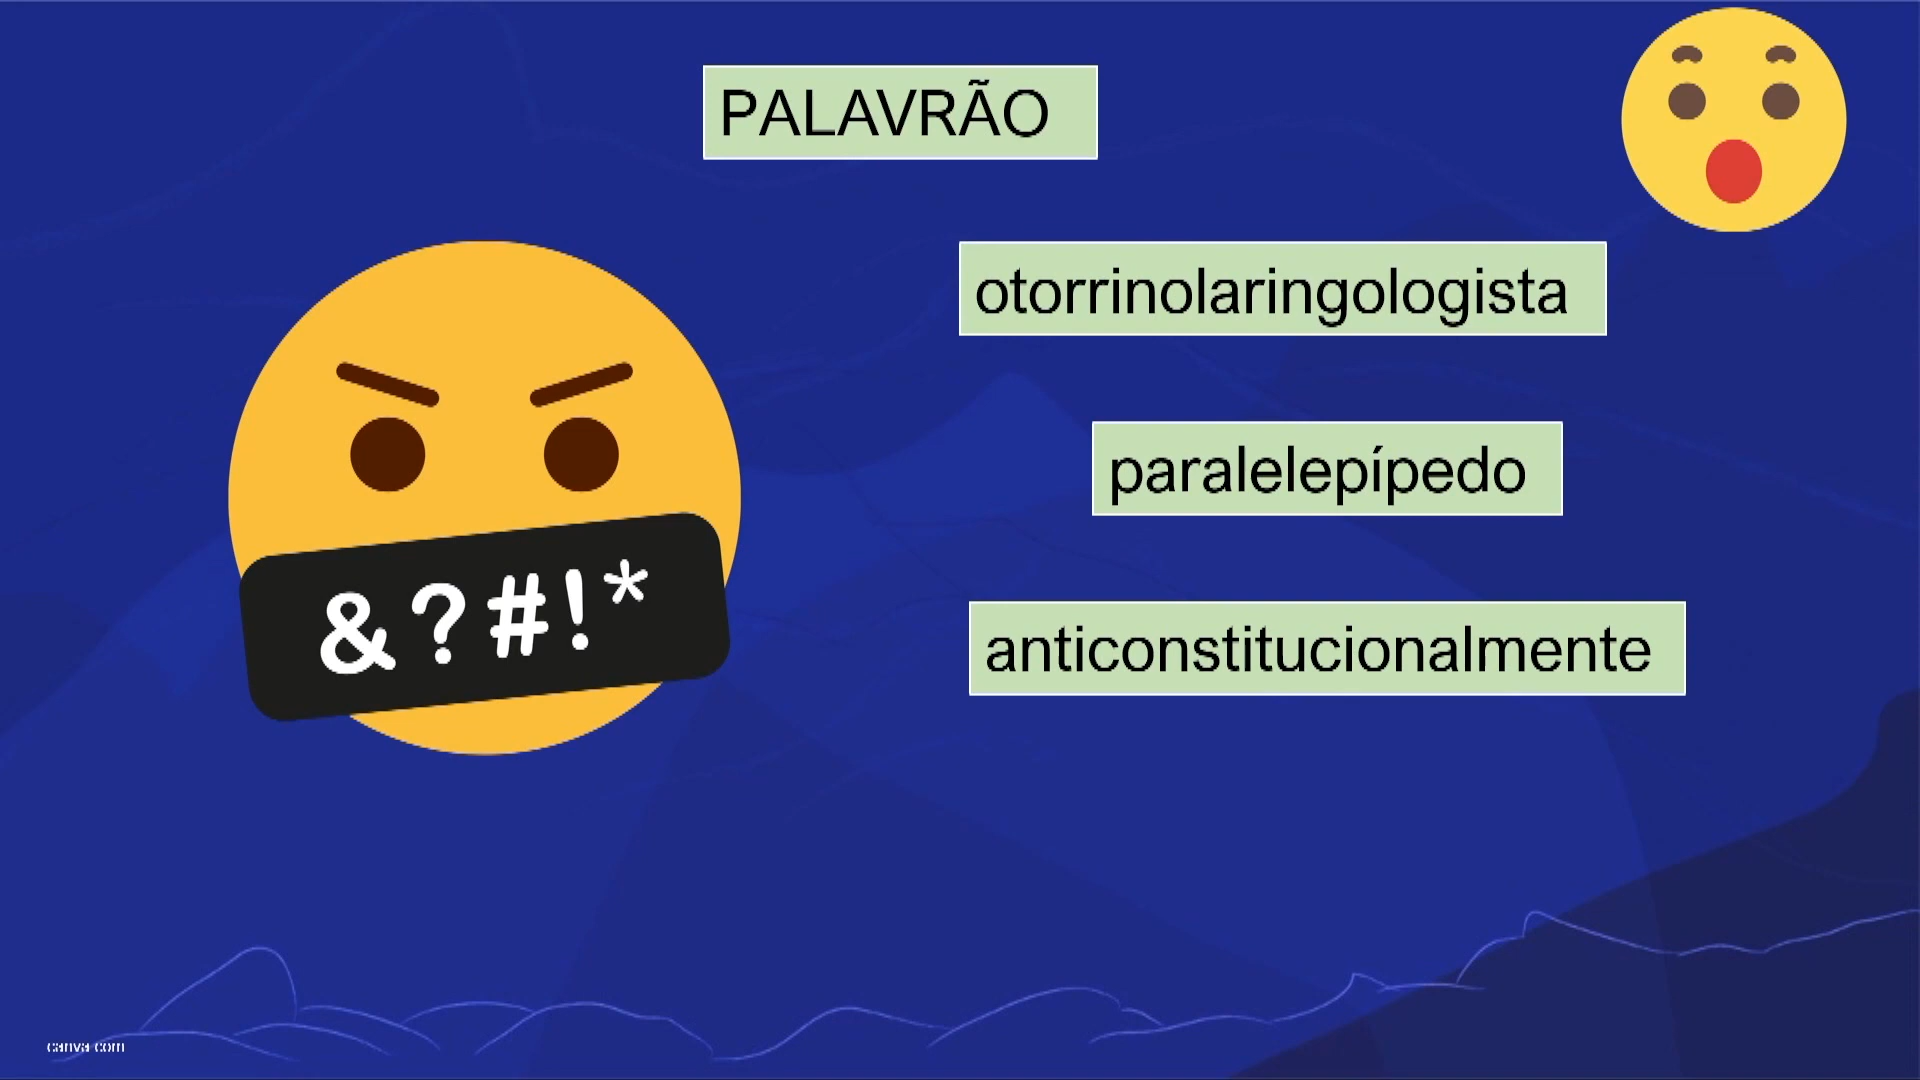 PALAVRÃO
otorrinolaringologista
paralelepípedo
&?#!*
anticonstitucionalmente
canva.com